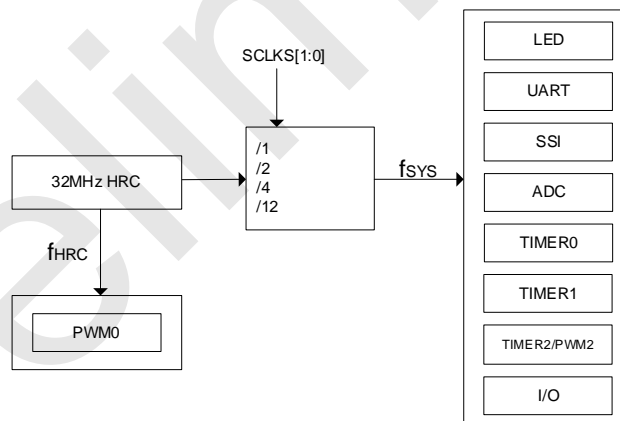 SCLKS[1:0]
/1
/2
/4
/12
32MHz HRC
fHRC
PWM0
fSYS
LED
UART
SSI
ADC
TIMER0
TIMER1
TIMER2/PWM2
I/O